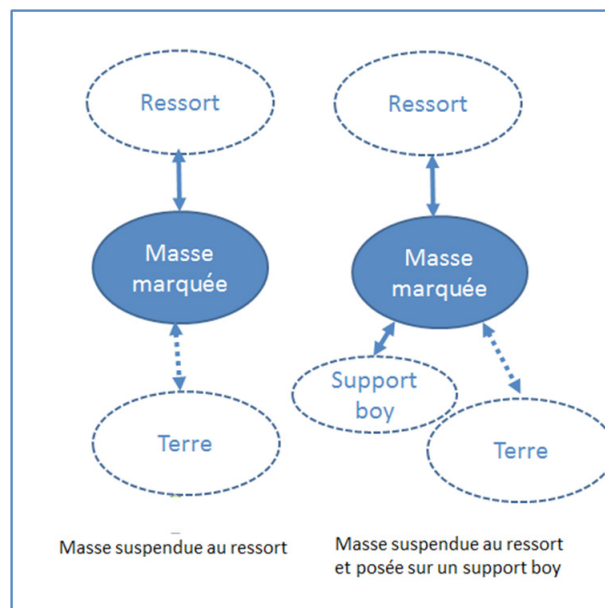 Ressort
Masse
marquée
Terre
Masse suspendue au ressort
Ressort
Masse
marquée
Support
boy
Terre
Masse suspendue au ressort
et posée sur un support boy